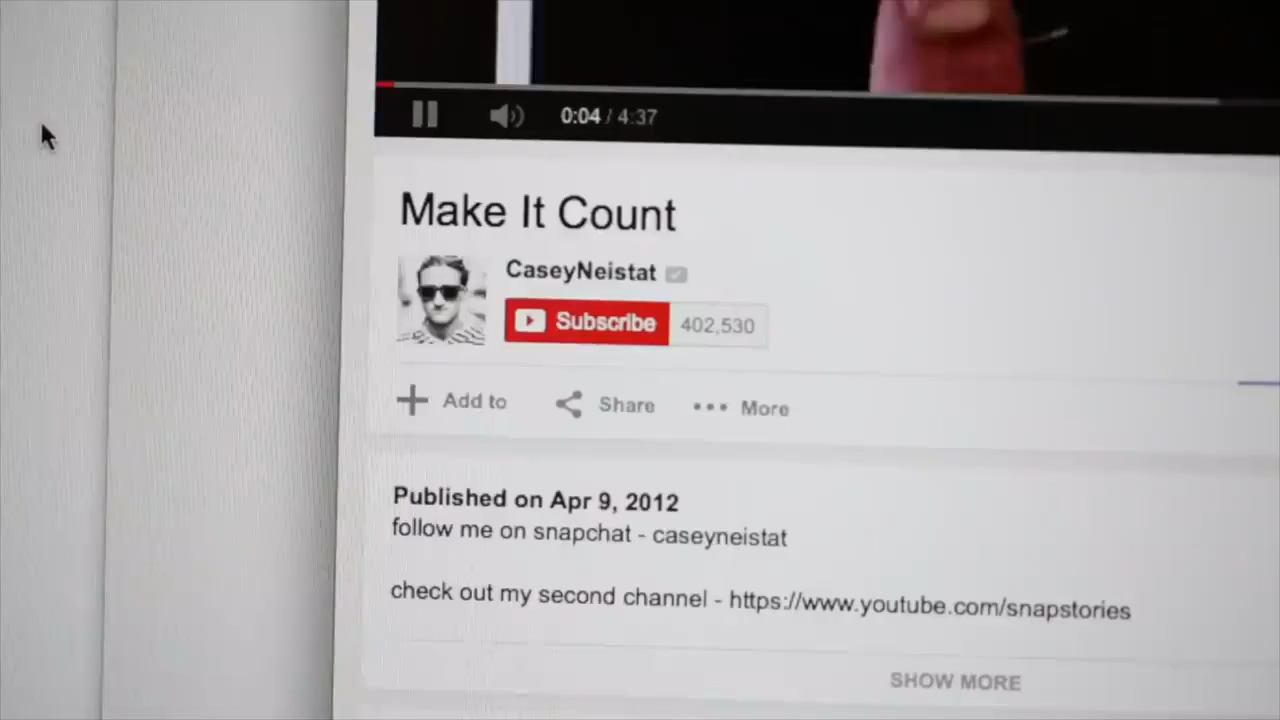 0:04 / 4:37
Make It Count
CaseyNeistat
Subscribe 402,530
Add to Share More
Published on Apr 9, 2012
follow me on snapchat - caseyneistat
check out my second channel - https://www.youtube.com/snapstories
SHOW MORE